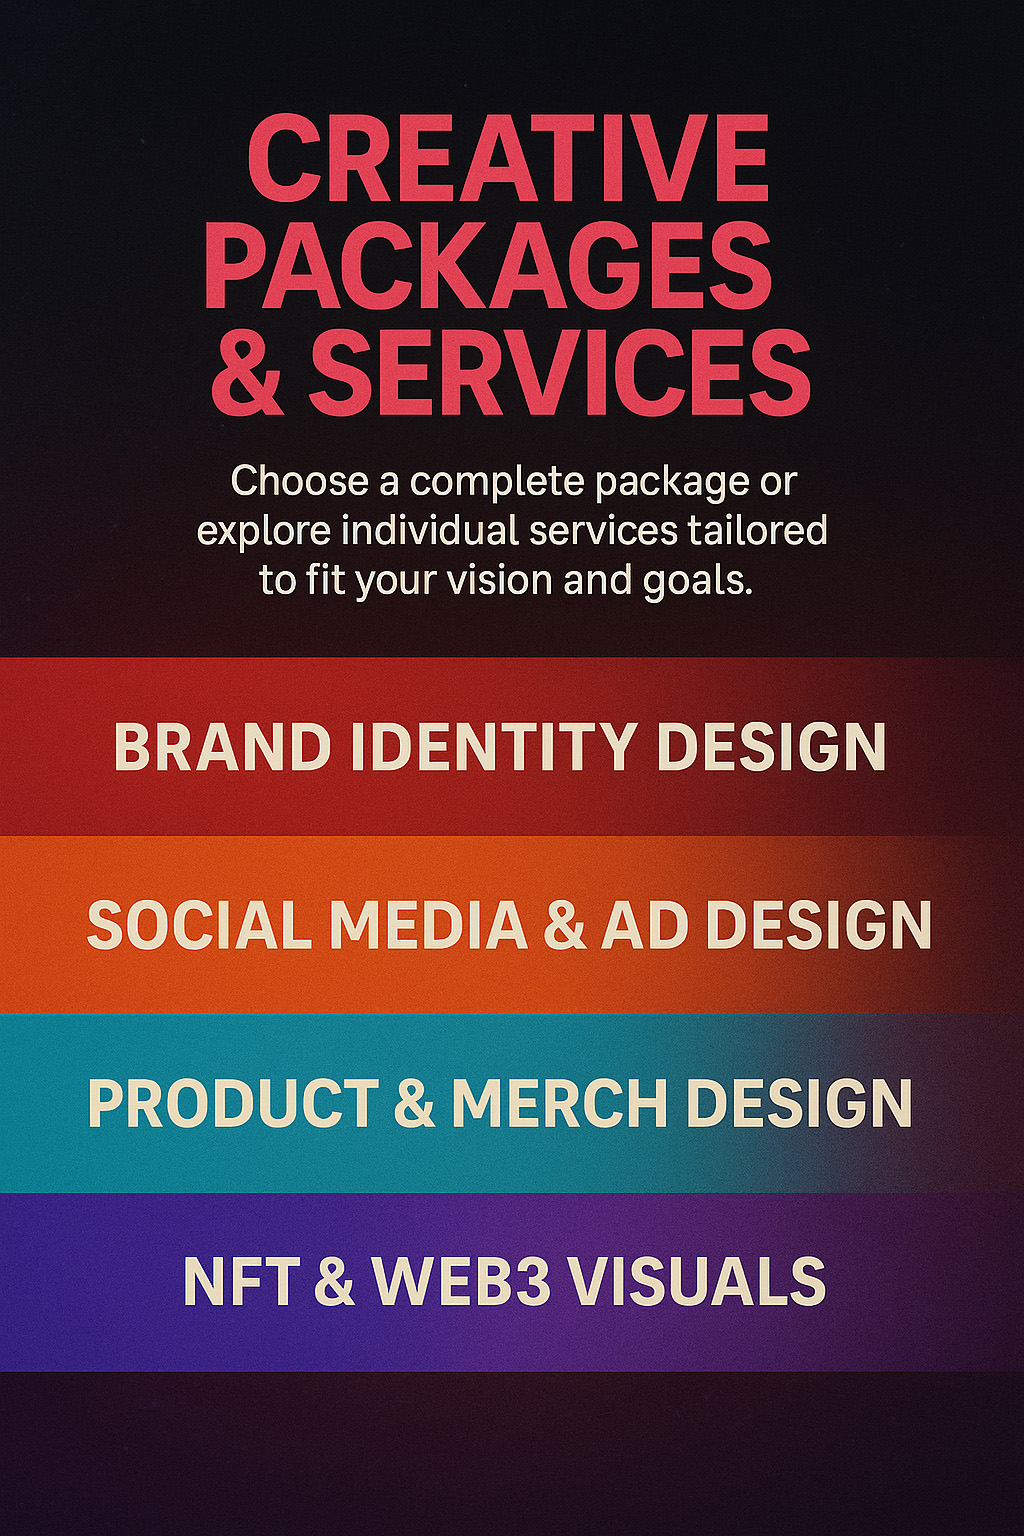 CREATIVE
PACKAGES
& SERVICES
Choose a complete package or
explore individual services tailored
to fit your vision and goals.
BRAND IDENTITY DESIGN
SOCIAL MEDIA & AD DESIGN
PRODUCT & MERCH DESIGN
NFT & WEB3 VISUALS